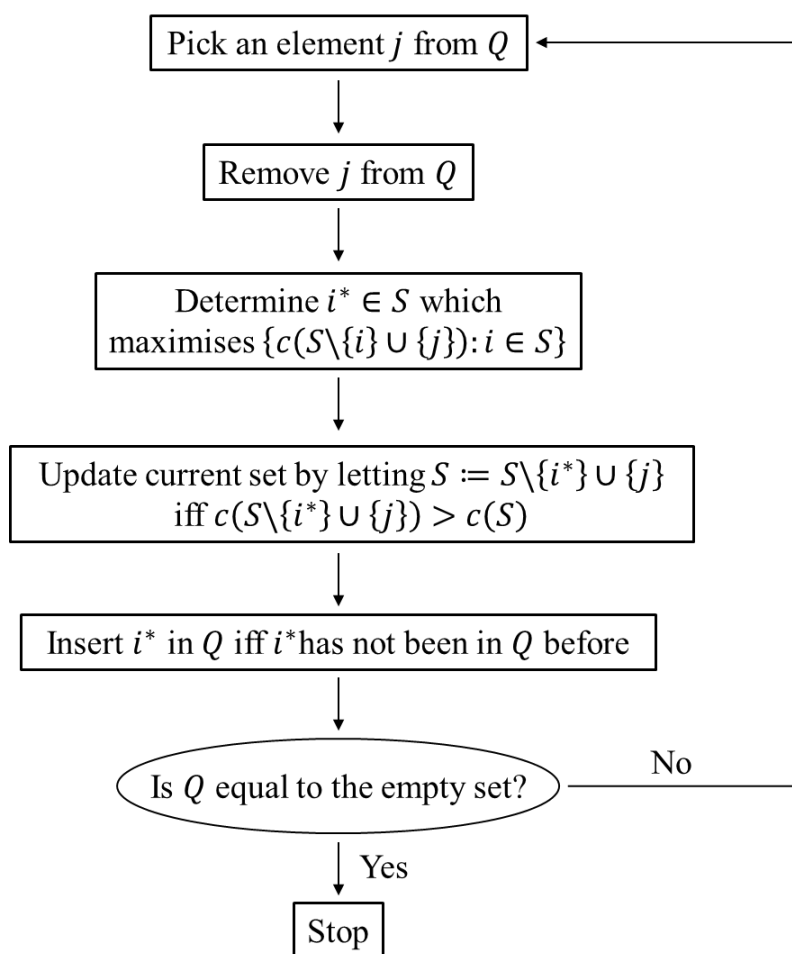 Pick an element 𝑗 from 𝑄
Remove 𝑗 from 𝑄
Determine 𝑖* ∈ 𝑆 which
maximises {𝑐(𝑆\{𝑖} ∪ {𝑗}): 𝑖 ∈ 𝑆}
Update current set by letting 𝑆 ≔ 𝑆\{𝑖*} ∪ {𝑗}
iff 𝑐(𝑆\{𝑖*} ∪ {𝑗}) > 𝑐(𝑆)
Insert 𝑖* in 𝑄 iff 𝑖*has not been in 𝑄 before
Is 𝑄 equal to the empty set?
No
Yes
Stop